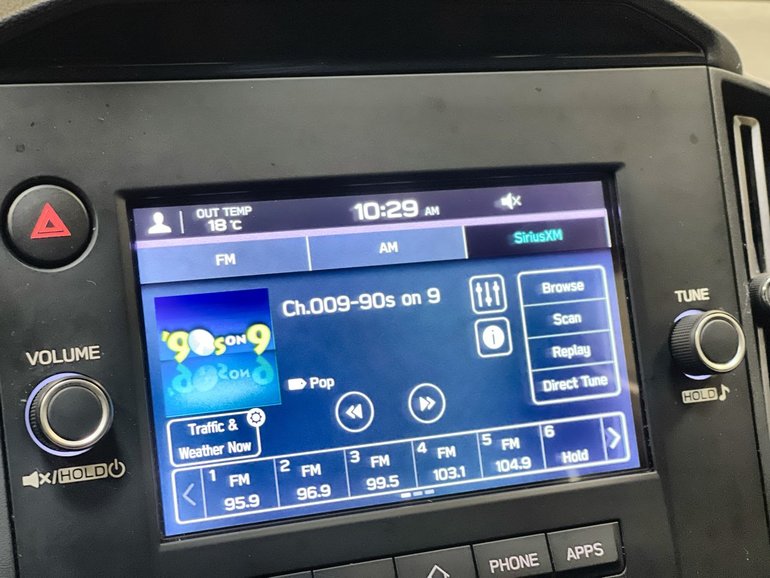 OUT TEMP
18 °C
10:29 AM
FM
AM
SiriusXM
'90s ON 9
Ch.009-90s on 9
Pop
Browse
Scan
Replay
Direct Tune
Traffic &
Weather Now
1 FM
95.9
2 FM
96.9
3 FM
99.5
4 FM
103.1
5 FM
104.9
6
Hold
VOLUME
/HOLD
TUNE
HOLD
PHONE
APPS